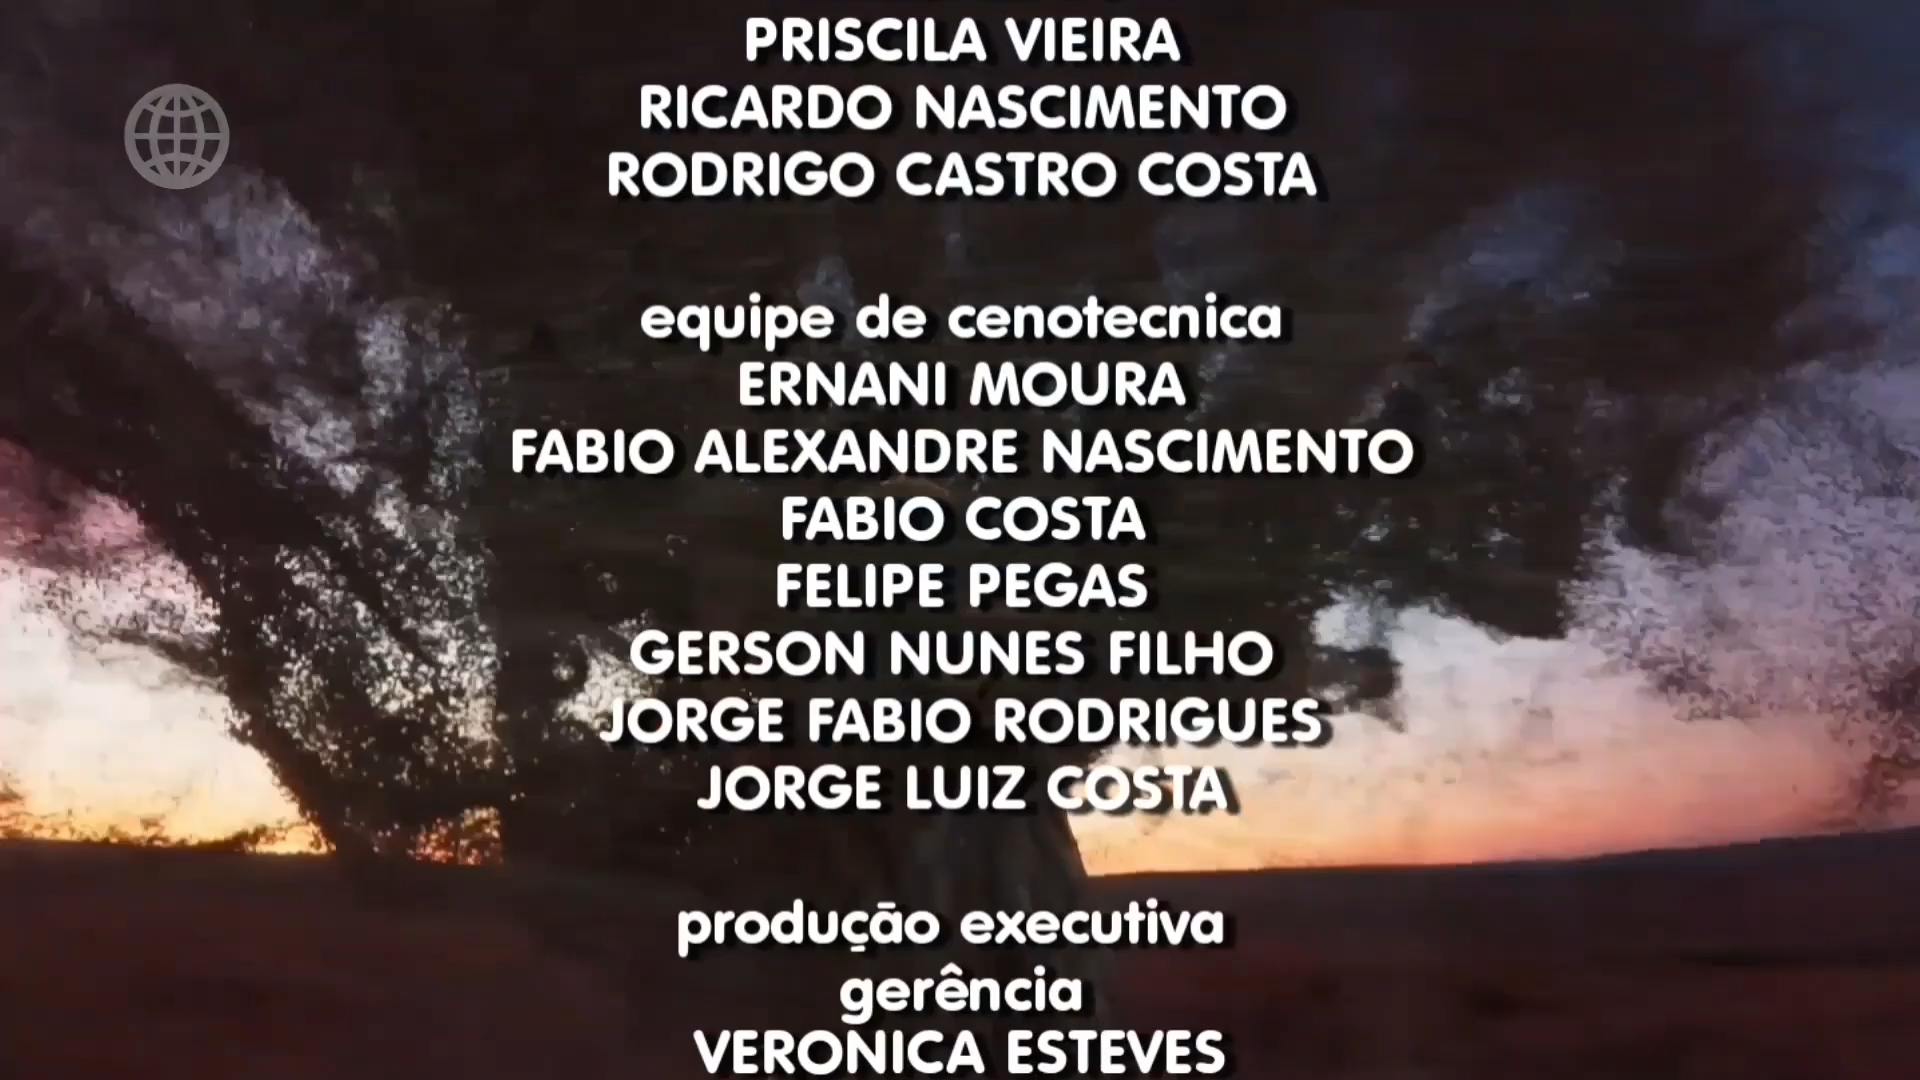 PRISCILA VIEIRA
RICARDO NASCIMENTO
RODRIGO CASTRO COSTA
equipe de cenotecnica
ERNANI MOURA
FABIO ALEXANDRE NASCIMENTO
FABIO COSTA
FELIPE PEGAS
GERSON NUNES FILHO
JORGE FABIO RODRIGUES
JORGE LUIZ COSTA
produção executiva
gerência
VERONICA ESTEVES